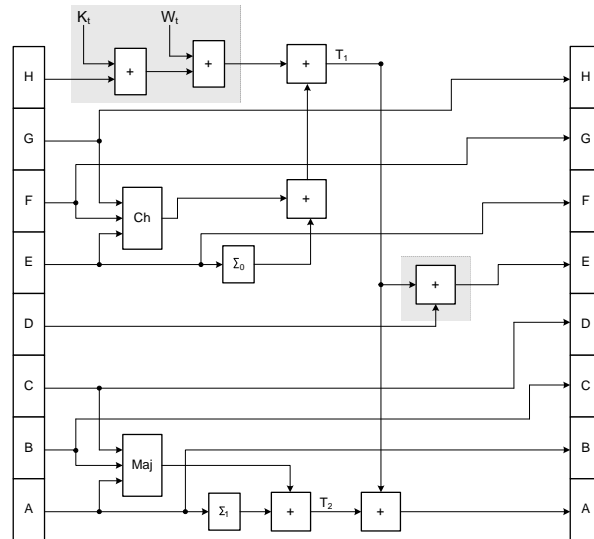 Kt Wt
+ + + T1
H H
G G
F Ch + F
E Σ0 + E
D D
C C
B Maj B
A Σ1 + T2 + A